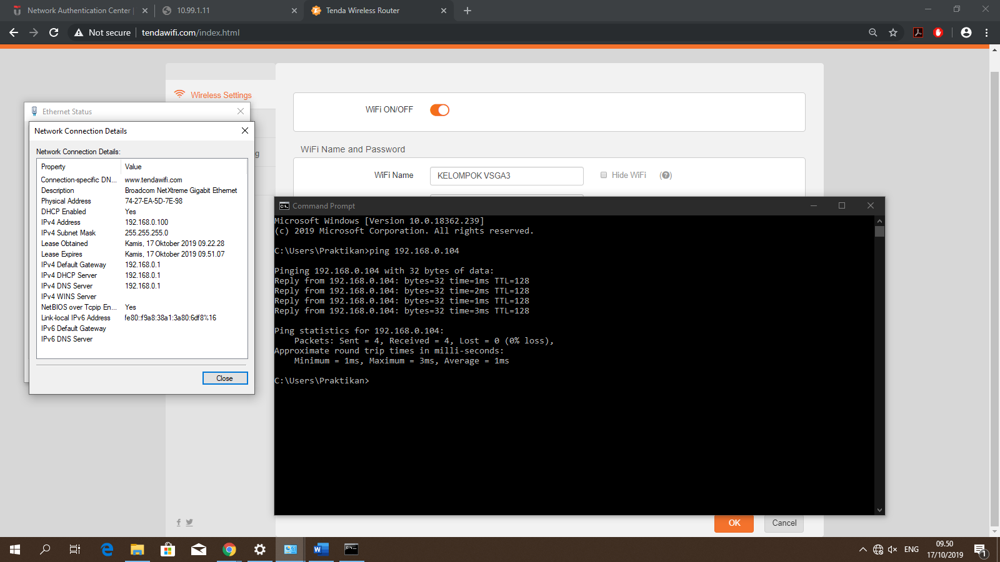 Network Authentication Center
10.99.1.11
Tenda Wireless Router
Not secure
tendawifi.com/index.html
Wireless Settings
WiFi ON/OFF
WiFi Name and Password
WiFi Name
KELOMPOK VSGA3
Hide WiFi
Ethernet Status
g
Network Connection Details
Network Connection Details:
Property Value
Connection-specific DN... www.tendawifi.com
Description Broadcom NetXtreme Gigabit Ethernet
Physical Address 74-27-EA-5D-7E-98
DHCP Enabled Yes
IPv4 Address 192.168.0.100
IPv4 Subnet Mask 255.255.255.0
Lease Obtained Kamis, 17 Oktober 2019 09.22.28
Lease Expires Kamis, 17 Oktober 2019 09.51.07
IPv4 Default Gateway 192.168.0.1
IPv4 DHCP Server 192.168.0.1
IPv4 DNS Server 192.168.0.1
IPv4 WINS Server
NetBIOS over Tcpip En... Yes
Link-local IPv6 Address fe80::f9a8:38a1:3a80:6df8%16
IPv6 Default Gateway
IPv6 DNS Server
Close
Command Prompt
Microsoft Windows [Version 10.0.18362.239]
(c) 2019 Microsoft Corporation. All rights reserved.
C:\Users\Praktikan>ping 192.168.0.104
Pinging 192.168.0.104 with 32 bytes of data:
Reply from 192.168.0.104: bytes=32 time=1ms TTL=128
Reply from 192.168.0.104: bytes=32 time=2ms TTL=128
Reply from 192.168.0.104: bytes=32 time=1ms TTL=128
Reply from 192.168.0.104: bytes=32 time=3ms TTL=128
Ping statistics for 192.168.0.104:
Packets: Sent = 4, Received = 4, Lost = 0 (0% loss),
Approximate round trip times in milli-seconds:
Minimum = 1ms, Maximum = 3ms, Average = 1ms
C:\Users\Praktikan>
OK
Cancel
ENG
09.50
17/10/2019
1